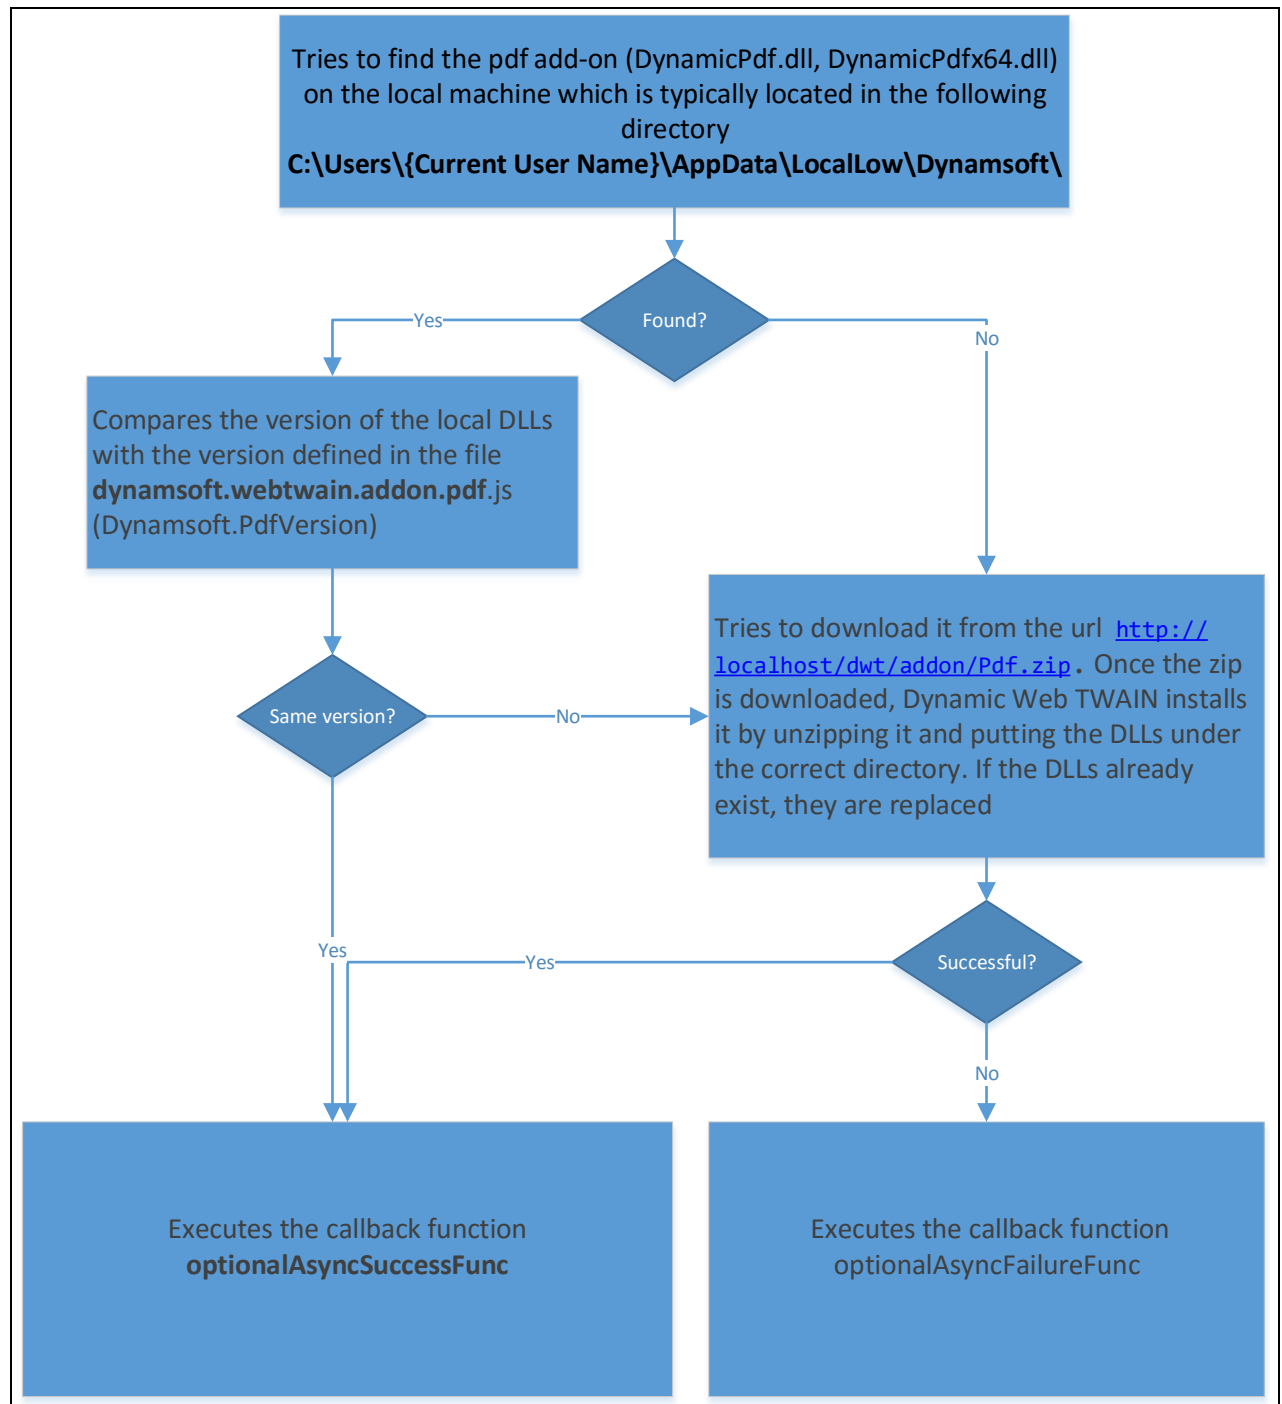 Tries to find the pdf add-on (DynamicPdf.dll, DynamicPdfx64.dll)
on the local machine which is typically located in the following
directory
C:\Users\{Current User Name}\AppData\LocalLow\Dynamsoft\
Found?
Yes
No
Compares the version of the local DLLs
with the version defined in the file
dynamsoft.webtwain.addon.pdf.js
(Dynamsoft.PdfVersion)
Tries to download it from the url http://
localhost/dwt/addon/Pdf.zip. Once the zip
is downloaded, Dynamic Web TWAIN installs
it by unzipping it and putting the DLLs under
the correct directory. If the DLLs already
exist, they are replaced
Same version?
No
Yes
Yes
Successful?
No
Executes the callback function
optionalAsyncSuccessFunc
Executes the callback function
optionalAsyncFailureFunc